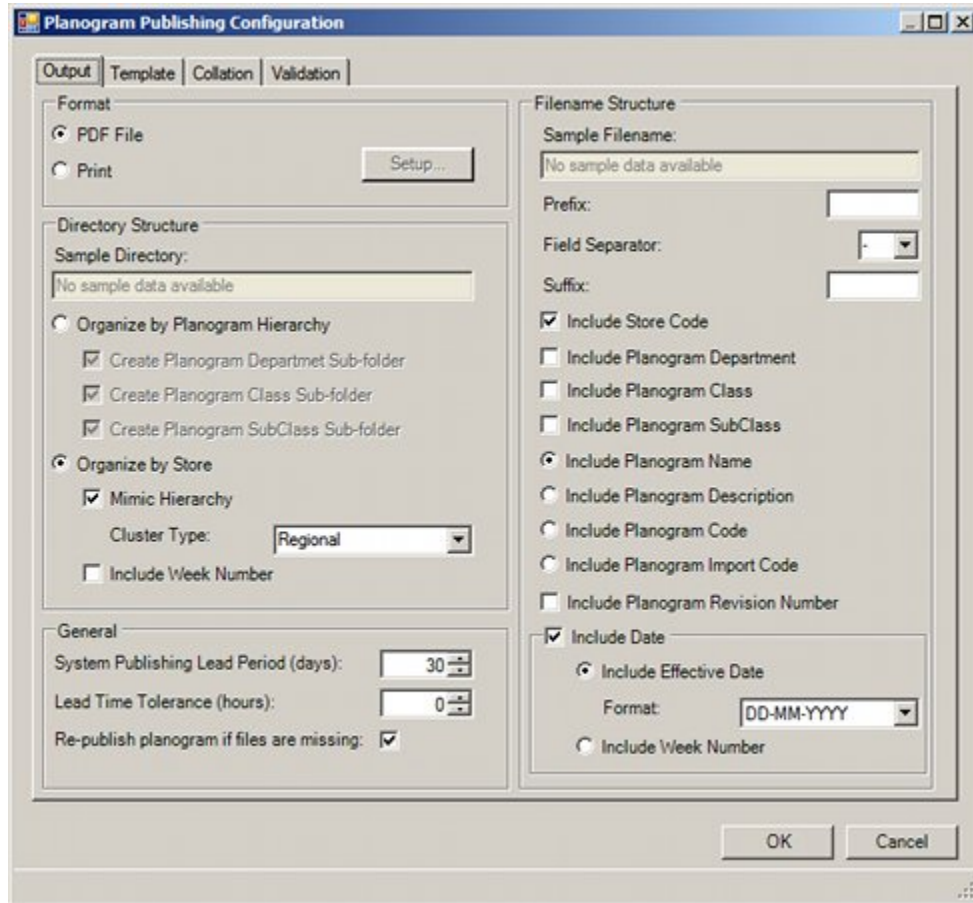 Planogram Publishing Configuration
Output
Template
Collation
Validation
Format
PDF File
Print
Setup...
Directory Structure
Sample Directory:
No sample data available
Organize by Planogram Hierarchy
Create Planogram Departmet Sub-folder
Create Planogram Class Sub-folder
Create Planogram SubClass Sub-folder
Organize by Store
Mimic Hierarchy
Cluster Type: Regional
Include Week Number
General
System Publishing Lead Period (days): 30
Lead Time Tolerance (hours): 0
Re-publish planogram if files are missing:
Filename Structure
Sample Filename:
No sample data available
Prefix:
Field Separator: -
Suffix:
Include Store Code
Include Planogram Department
Include Planogram Class
Include Planogram SubClass
Include Planogram Name
Include Planogram Description
Include Planogram Code
Include Planogram Import Code
Include Planogram Revision Number
Include Date
Include Effective Date
Format: DD-MM-YYYY
Include Week Number
OK
Cancel